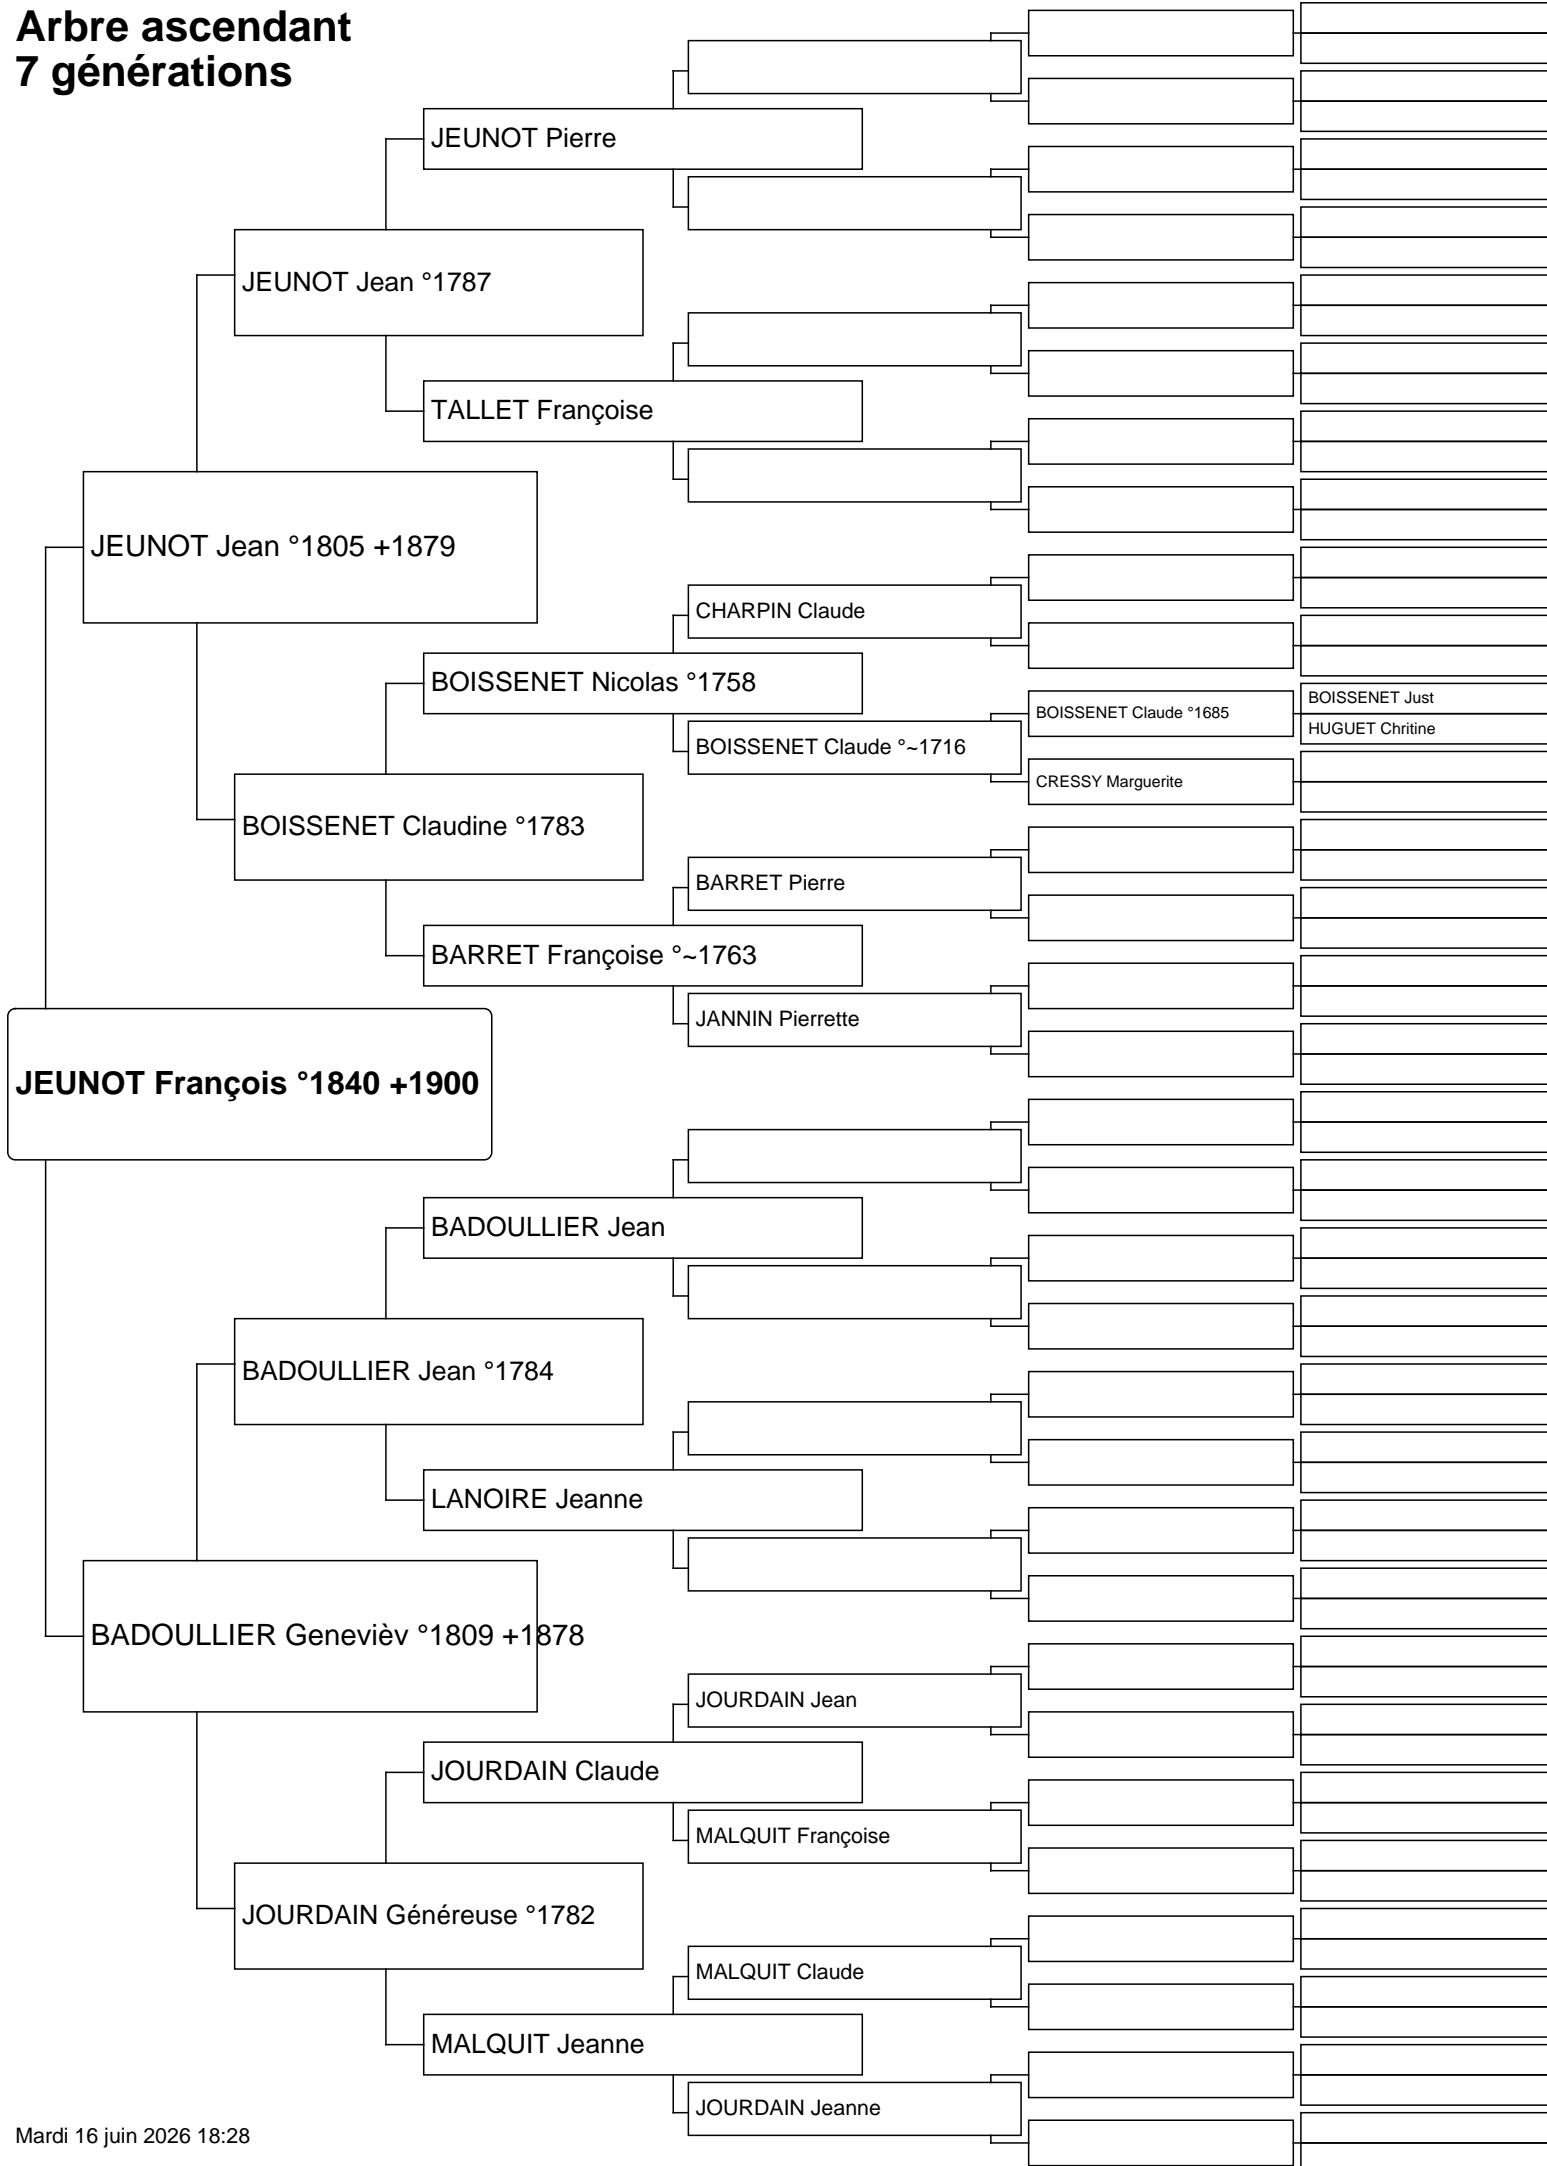 Arbre ascendant
7 générations
JEUNOT Pierre
JEUNOT Jean °1787
TALLET Françoise
JEUNOT Jean °1805 +1879
CHARPIN Claude
BOISSENET Nicolas °1758
BOISSENET Just
BOISSENET Claude °1685
HUGUET Chritine
BOISSENET Claude °~1716
CRESSY Marguerite
BOISSENET Claudine °1783
BARRET Pierre
BARRET Françoise °~1763
JANNIN Pierrette
JEUNOT François °1840 +1900
BADOULLIER Jean
BADOULLIER Jean °1784
LANOIRE Jeanne
BADOULLIER Genevièv °1809 +1878
JOURDAIN Jean
JOURDAIN Claude
MALQUIT Françoise
JOURDAIN Généreuse °1782
MALQUIT Claude
MALQUIT Jeanne
JOURDAIN Jeanne
Mardi 16 juin 2026 18:28